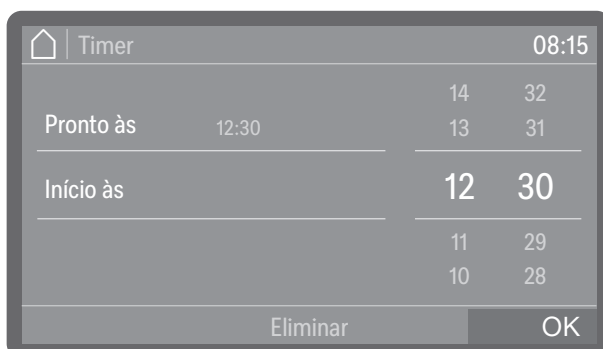 Timer 08:15
14 32
Pronto às 12:30 13 31
Início às 12 30
11 29
10 28
Eliminar OK